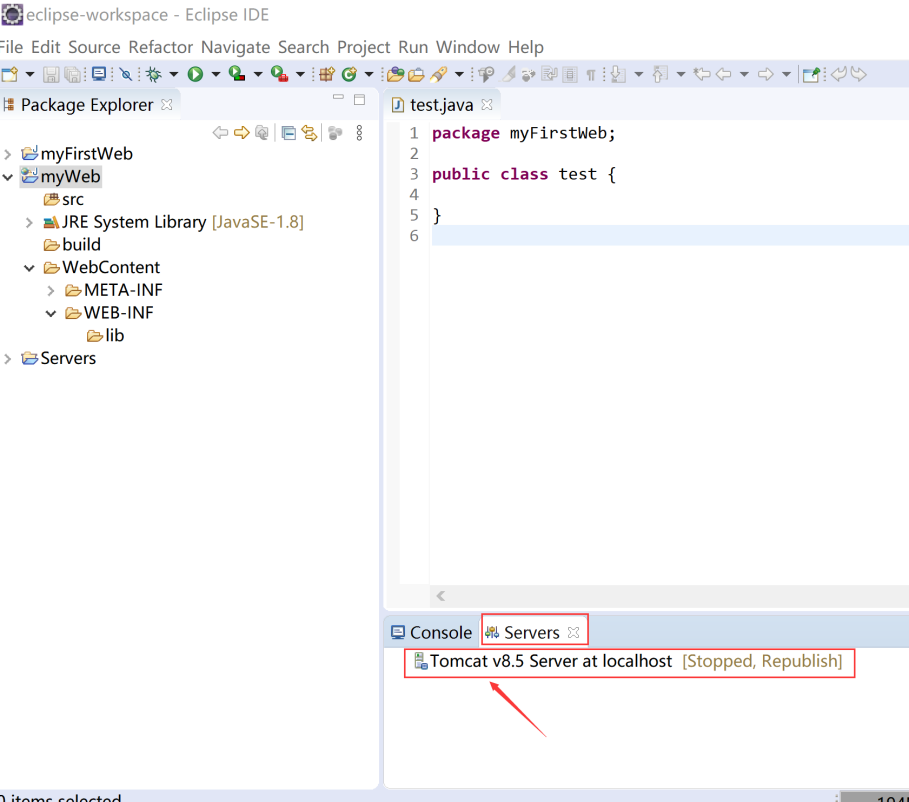 eclipse-workspace - Eclipse IDE
File Edit Source Refactor Navigate Search Project Run Window Help
Package Explorer
myFirstWeb
myWeb
src
JRE System Library [JavaSE-1.8]
build
WebContent
META-INF
WEB-INF
lib
Servers
test.java
1 package myFirstWeb;
2
3 public class test {
4
5 }
6
Console Servers
Tomcat v8.5 Server at localhost [Stopped, Republish]
0 items selected